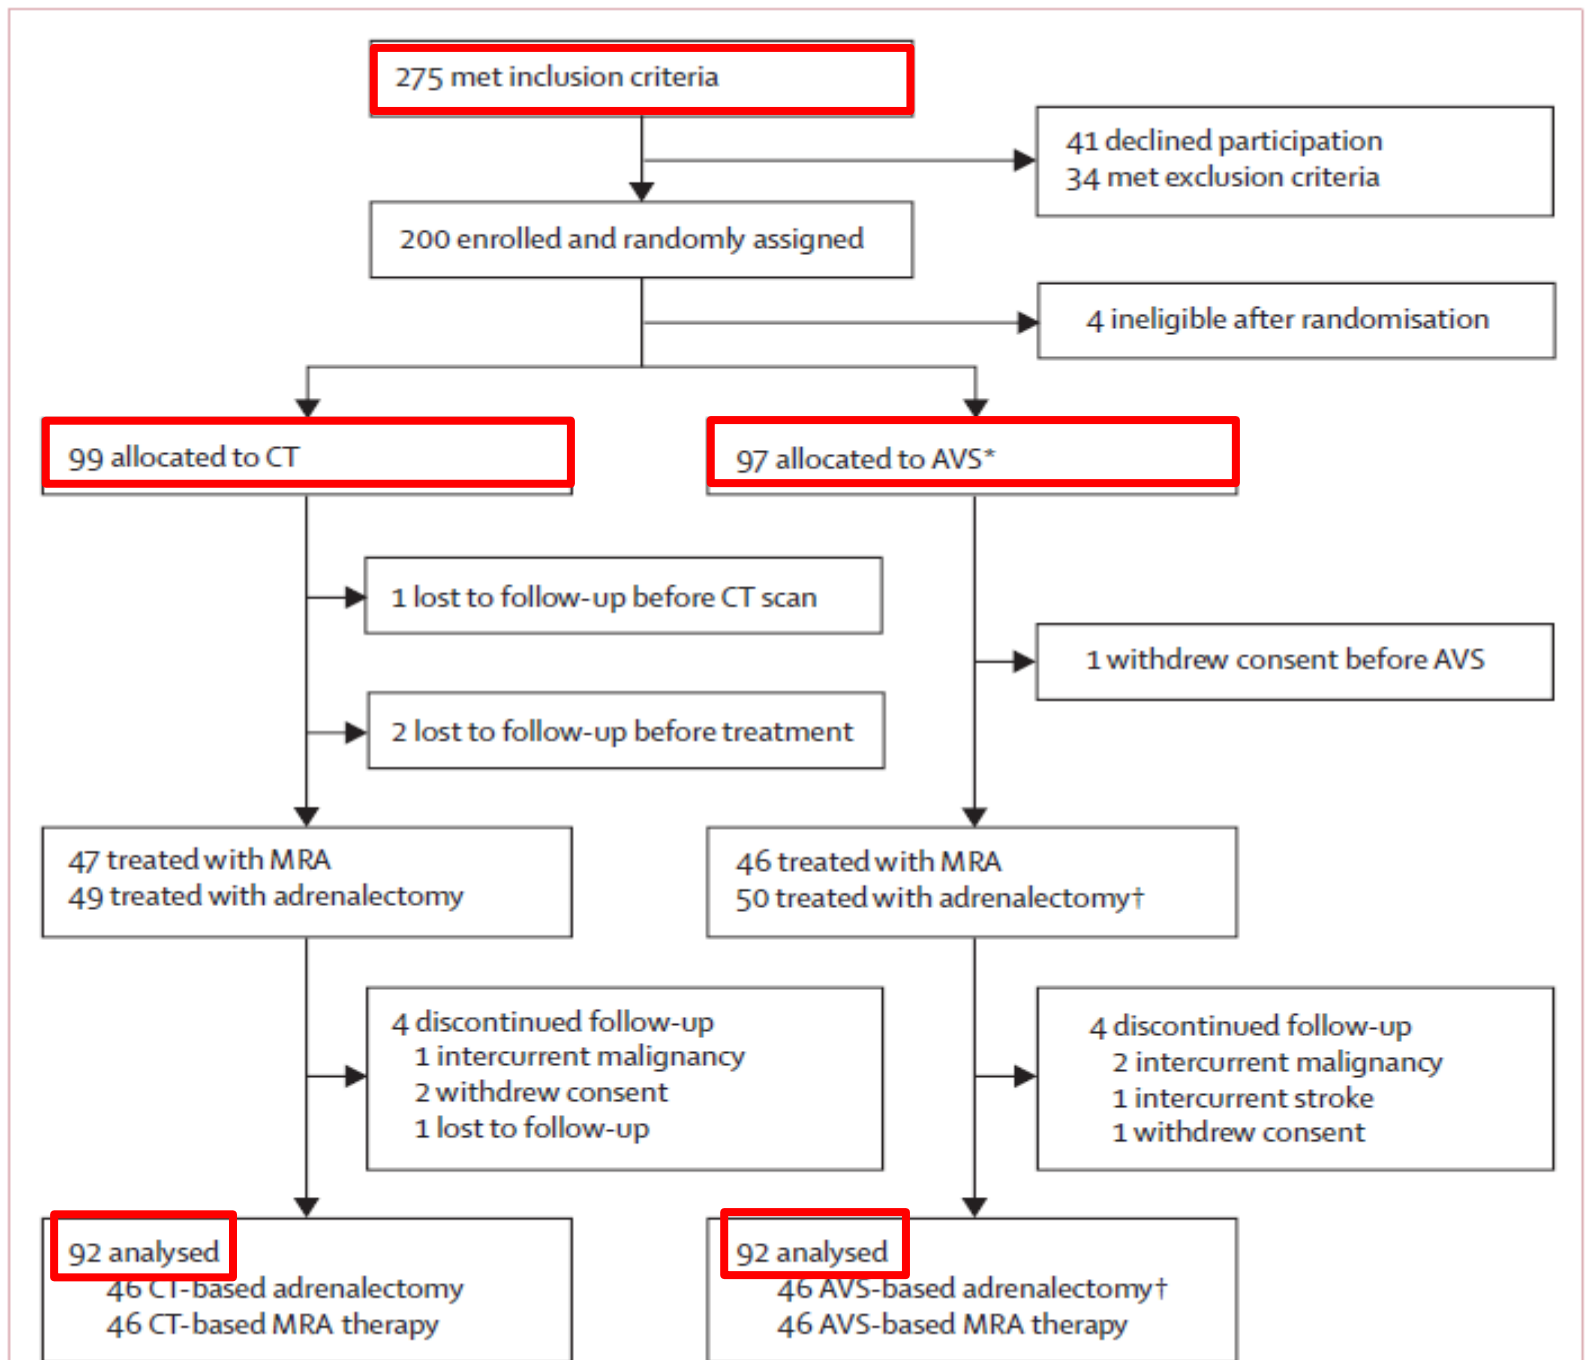 275 met inclusion criteria
41 declined participation
34 met exclusion criteria
200 enrolled and randomly assigned
4 ineligible after randomisation
99 allocated to CT
97 allocated to AVS*
1 lost to follow-up before CT scan
1 withdrew consent before AVS
2 lost to follow-up before treatment
47 treated with MRA
49 treated with adrenalectomy
46 treated with MRA
50 treated with adrenalectomy†
4 discontinued follow-up
1 intercurrent malignancy
2 withdrew consent
1 lost to follow-up
4 discontinued follow-up
2 intercurrent malignancy
1 intercurrent stroke
1 withdrew consent
92 analysed
46 CT-based adrenalectomy
46 CT-based MRA therapy
92 analysed
46 AVS-based adrenalectomy†
46 AVS-based MRA therapy